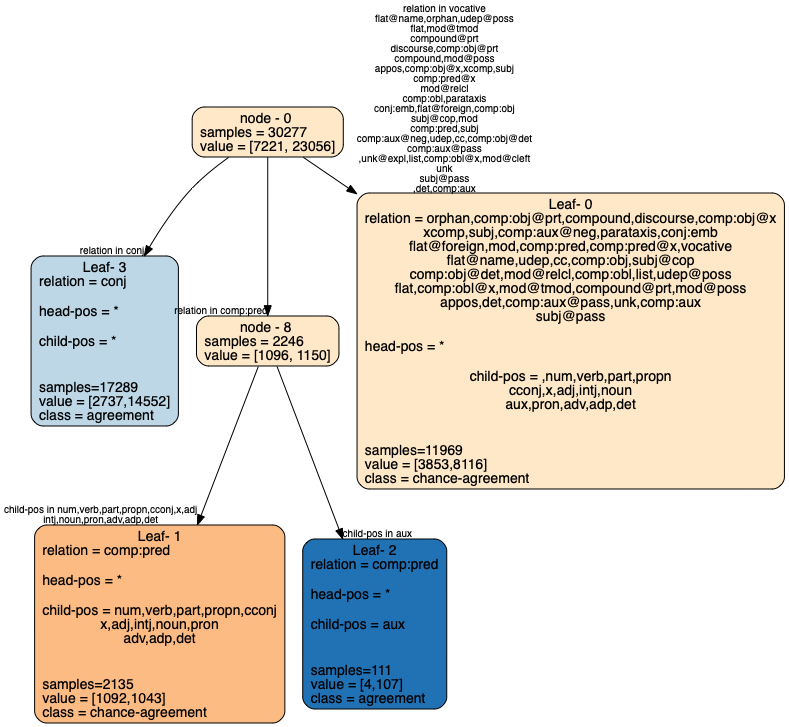 relation in vocative
flat@name,orphan,udep@poss
flat,mod@tmod
compound@prt
discourse,comp:obj@prt
compound,mod@poss
appos,comp:obj@x,xcomp,subj
comp:pred@x
mod@relcl
comp:obl,parataxis
conj:emb,flat@foreign,comp:obj
subj@cop,mod
comp:pred,subj
comp:aux@neg,udep,cc,comp:obj@det
comp:aux@pass
,unk@expl,list,comp:obl@x,mod@cleft
unk
subj@pass
,det,comp:aux
node - 0
samples = 30277
value = [7221, 23056]
relation in conj
Leaf- 3
relation = conj
head-pos = *
child-pos = *
samples=17289
value = [2737,14552]
class = agreement
relation in comp:pred
node - 8
samples = 2246
value = [1096, 1150]
Leaf- 0
relation = orphan,comp:obj@prt,compound,discourse,comp:obj@x
xcomp,subj,comp:aux@neg,parataxis,conj:emb
flat@foreign,mod,comp:pred,comp:pred@x,vocative
flat@name,udep,cc,comp:obj,subj@cop
comp:obj@det,mod@relcl,comp:obl,list,udep@poss
flat,comp:obl@x,mod@tmod,compound@prt,mod@poss
appos,det,comp:aux@pass,unk,comp:aux
subj@pass
head-pos = *
child-pos = ,num,verb,part,propn
cconj,x,adj,intj,noun
aux,pron,adv,adp,det
samples=11969
value = [3853,8116]
class = chance-agreement
child-pos in num,verb,part,propn,cconj,x,adj
intj,noun,pron,adv,adp,det
Leaf- 1
relation = comp:pred
head-pos = *
child-pos = num,verb,part,propn,cconj
x,adj,intj,noun,pron
adv,adp,det
samples=2135
value = [1092,1043]
class = chance-agreement
child-pos in aux
Leaf- 2
relation = comp:pred
head-pos = *
child-pos = aux
samples=111
value = [4,107]
class = agreement